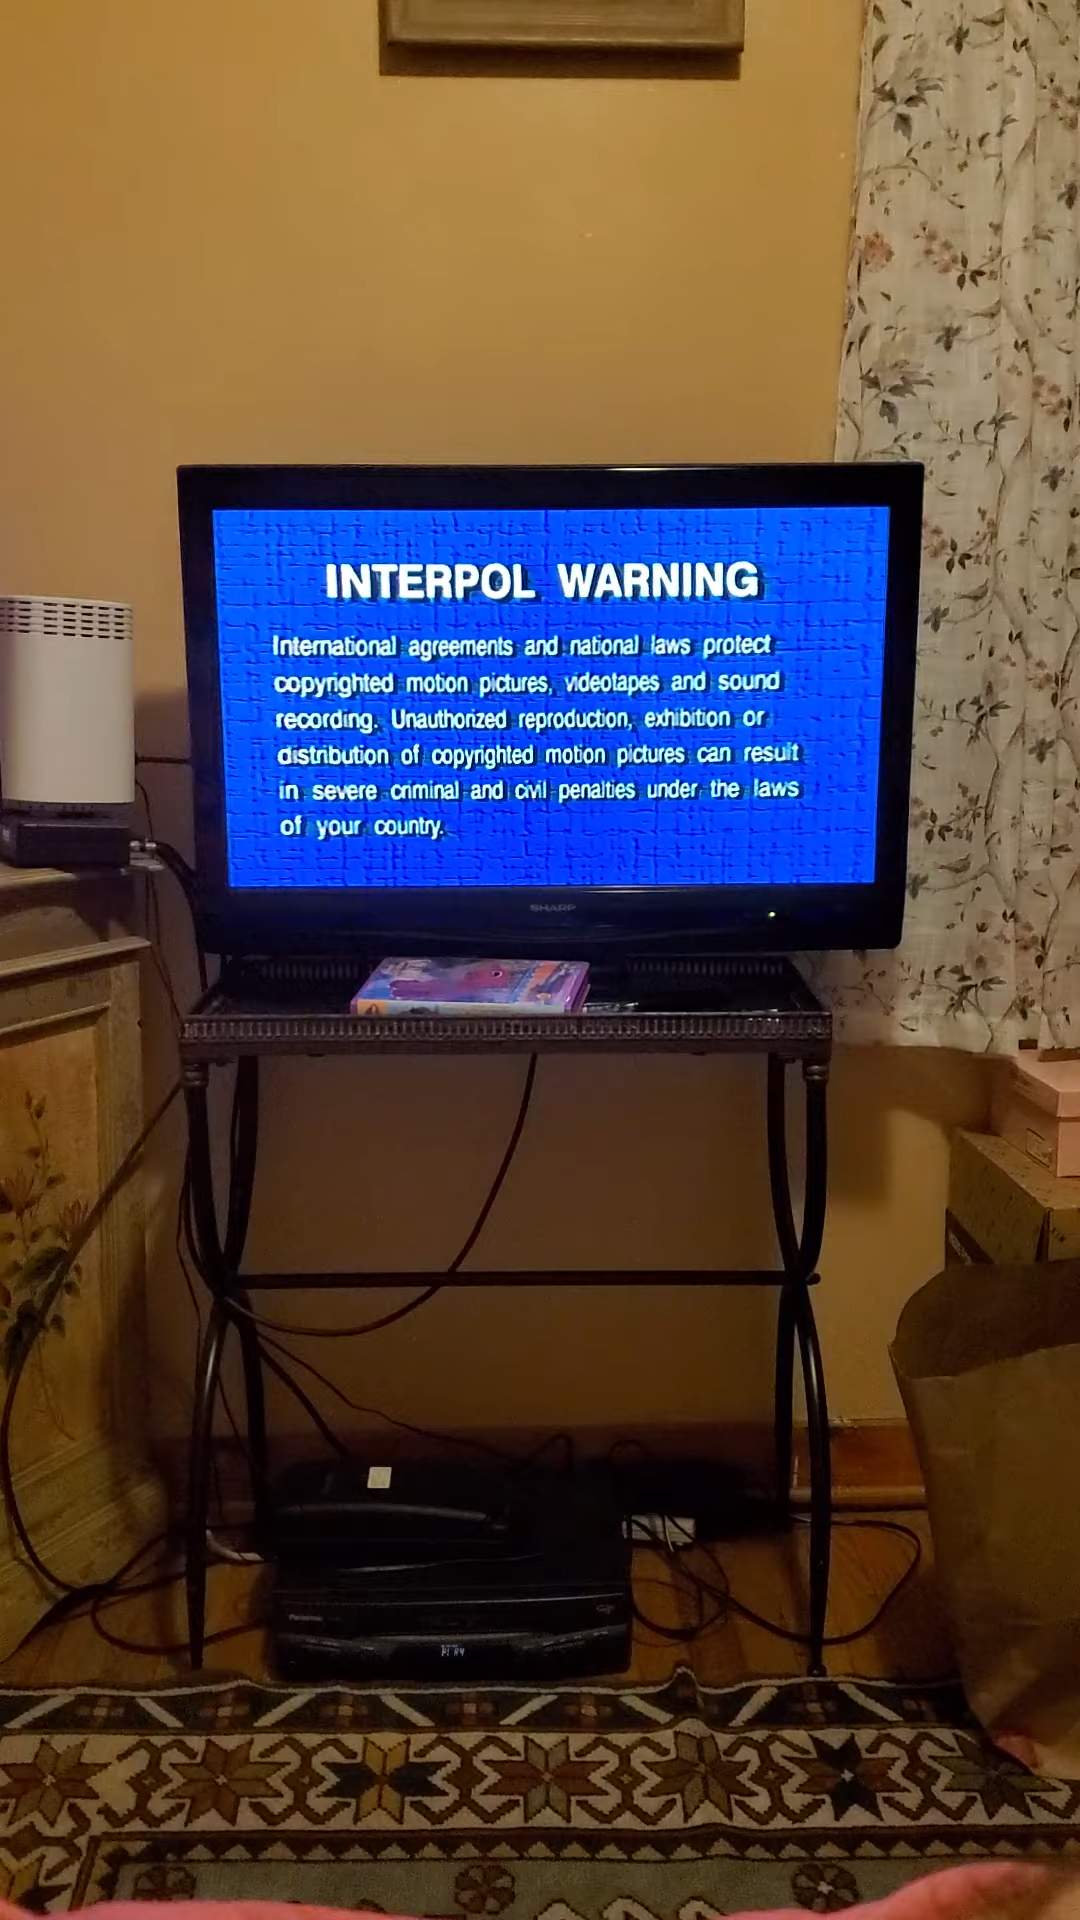 INTERPOL WARNING
International agreements and national laws protect
copyrighted motion pictures, videotapes and sound
recording. Unauthorized reproduction, exhibition or
distribution of copyrighted motion pictures can result
in severe criminal and civil penalties under the laws
of your country.
SHARP
Panasonic
PLAY